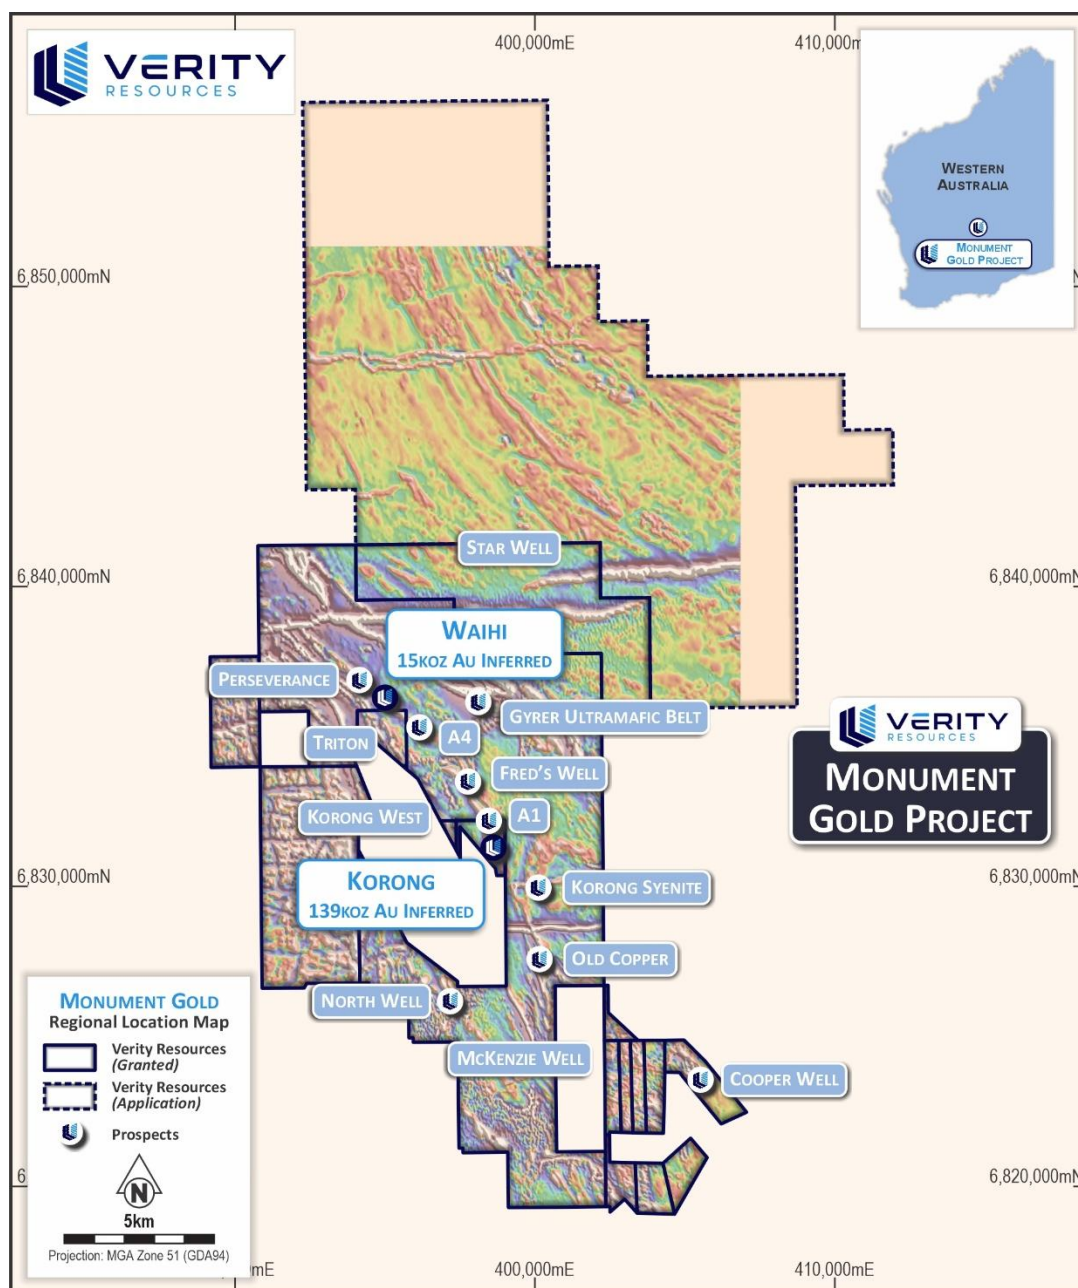 VERITY
RESOURCES
400,000mE
410,000m
WESTERN
AUSTRALIA
MONUMENT
GOLD PROJECT
6,850,000mN
N
STAR WELL
6,840,000mN
6,840,000mN
WAIHI
15KOZ AU INFERRED
PERSEVERANCE
GYRER ULTRAMAFIC BELT
TRITON
A4
FRED'S WELL
VERITY
RESOURCES
MONUMENT
GOLD PROJECT
KORONG WEST
A1
6,830,000mN
6,830,000mN
KORONG
139KOZ AU INFERRED
KORONG SYENITE
OLD COPPER
NORTH WELL
MCKENZIE WELL
COOPER WELL
MONUMENT GOLD
Regional Location Map
Verity Resources
(Granted)
Verity Resources
(Application)
Prospects
N
5km
Projection: MGA Zone 51 (GDA94)
6
6,820,000mN
mE
400,000mE
410,000mE